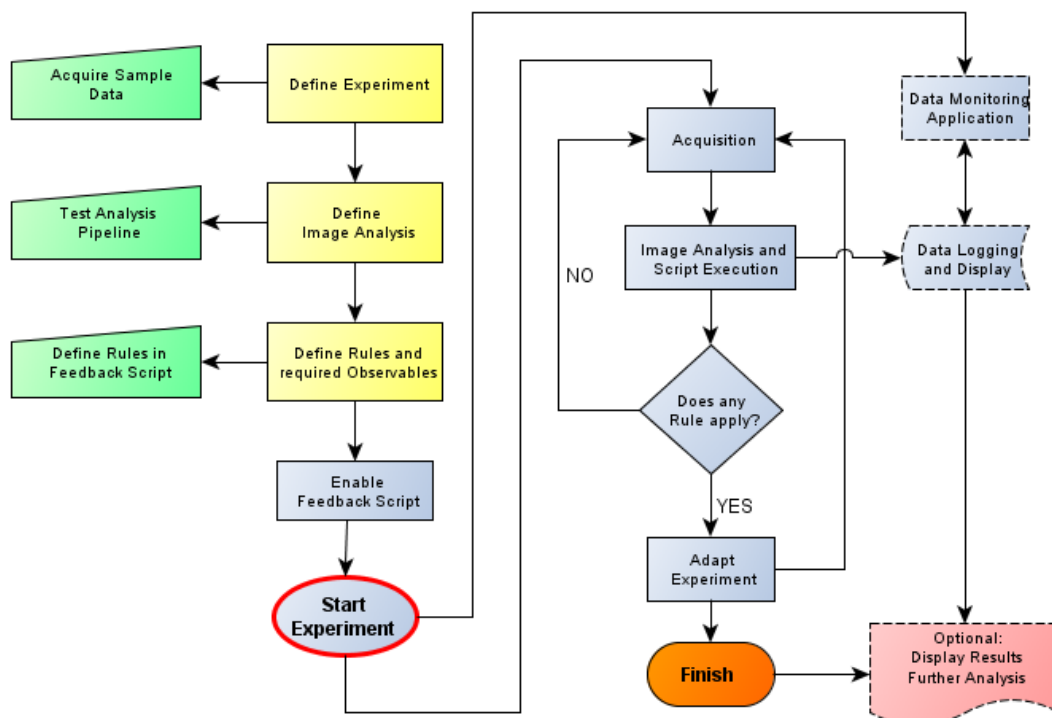 Acquire Sample
Data
Define Experiment
Test Analysis
Pipeline
Define
Image Analysis
Define Rules in
Feedback Script
Define Rules and
required Observables
Enable
Feedback Script
Start
Experiment
Acquisition
Image Analysis and
Script Execution
NO
Does any
Rule apply?
YES
Adapt
Experiment
Finish
Data Monitoring
Application
Data Logging
and Display
Optional:
Display Results
Further Analysis